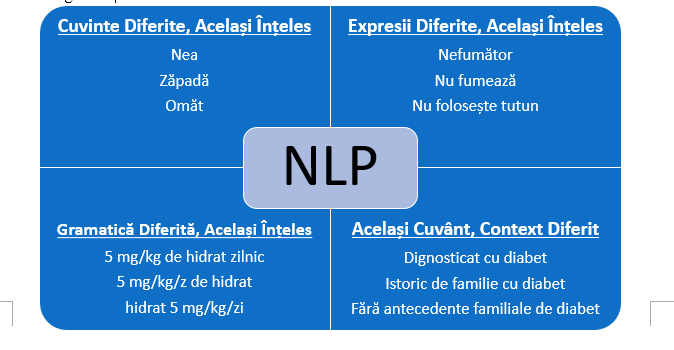 Cuvinte Diferite, Același Înțeles
Nea
Zăpadă
Omăt
Expresii Diferite, Același Înțeles
Nefumător
Nu fumează
Nu folosește tutun
NLP
Gramatică Diferită, Același Înțeles
5 mg/kg de hidrat zilnic
5 mg/kg/z de hidrat
hidrat 5 mg/kg/zi
Același Cuvânt, Context Diferit
Dignosticat cu diabet
Istoric de familie cu diabet
Fără antecedente familiale de diabet